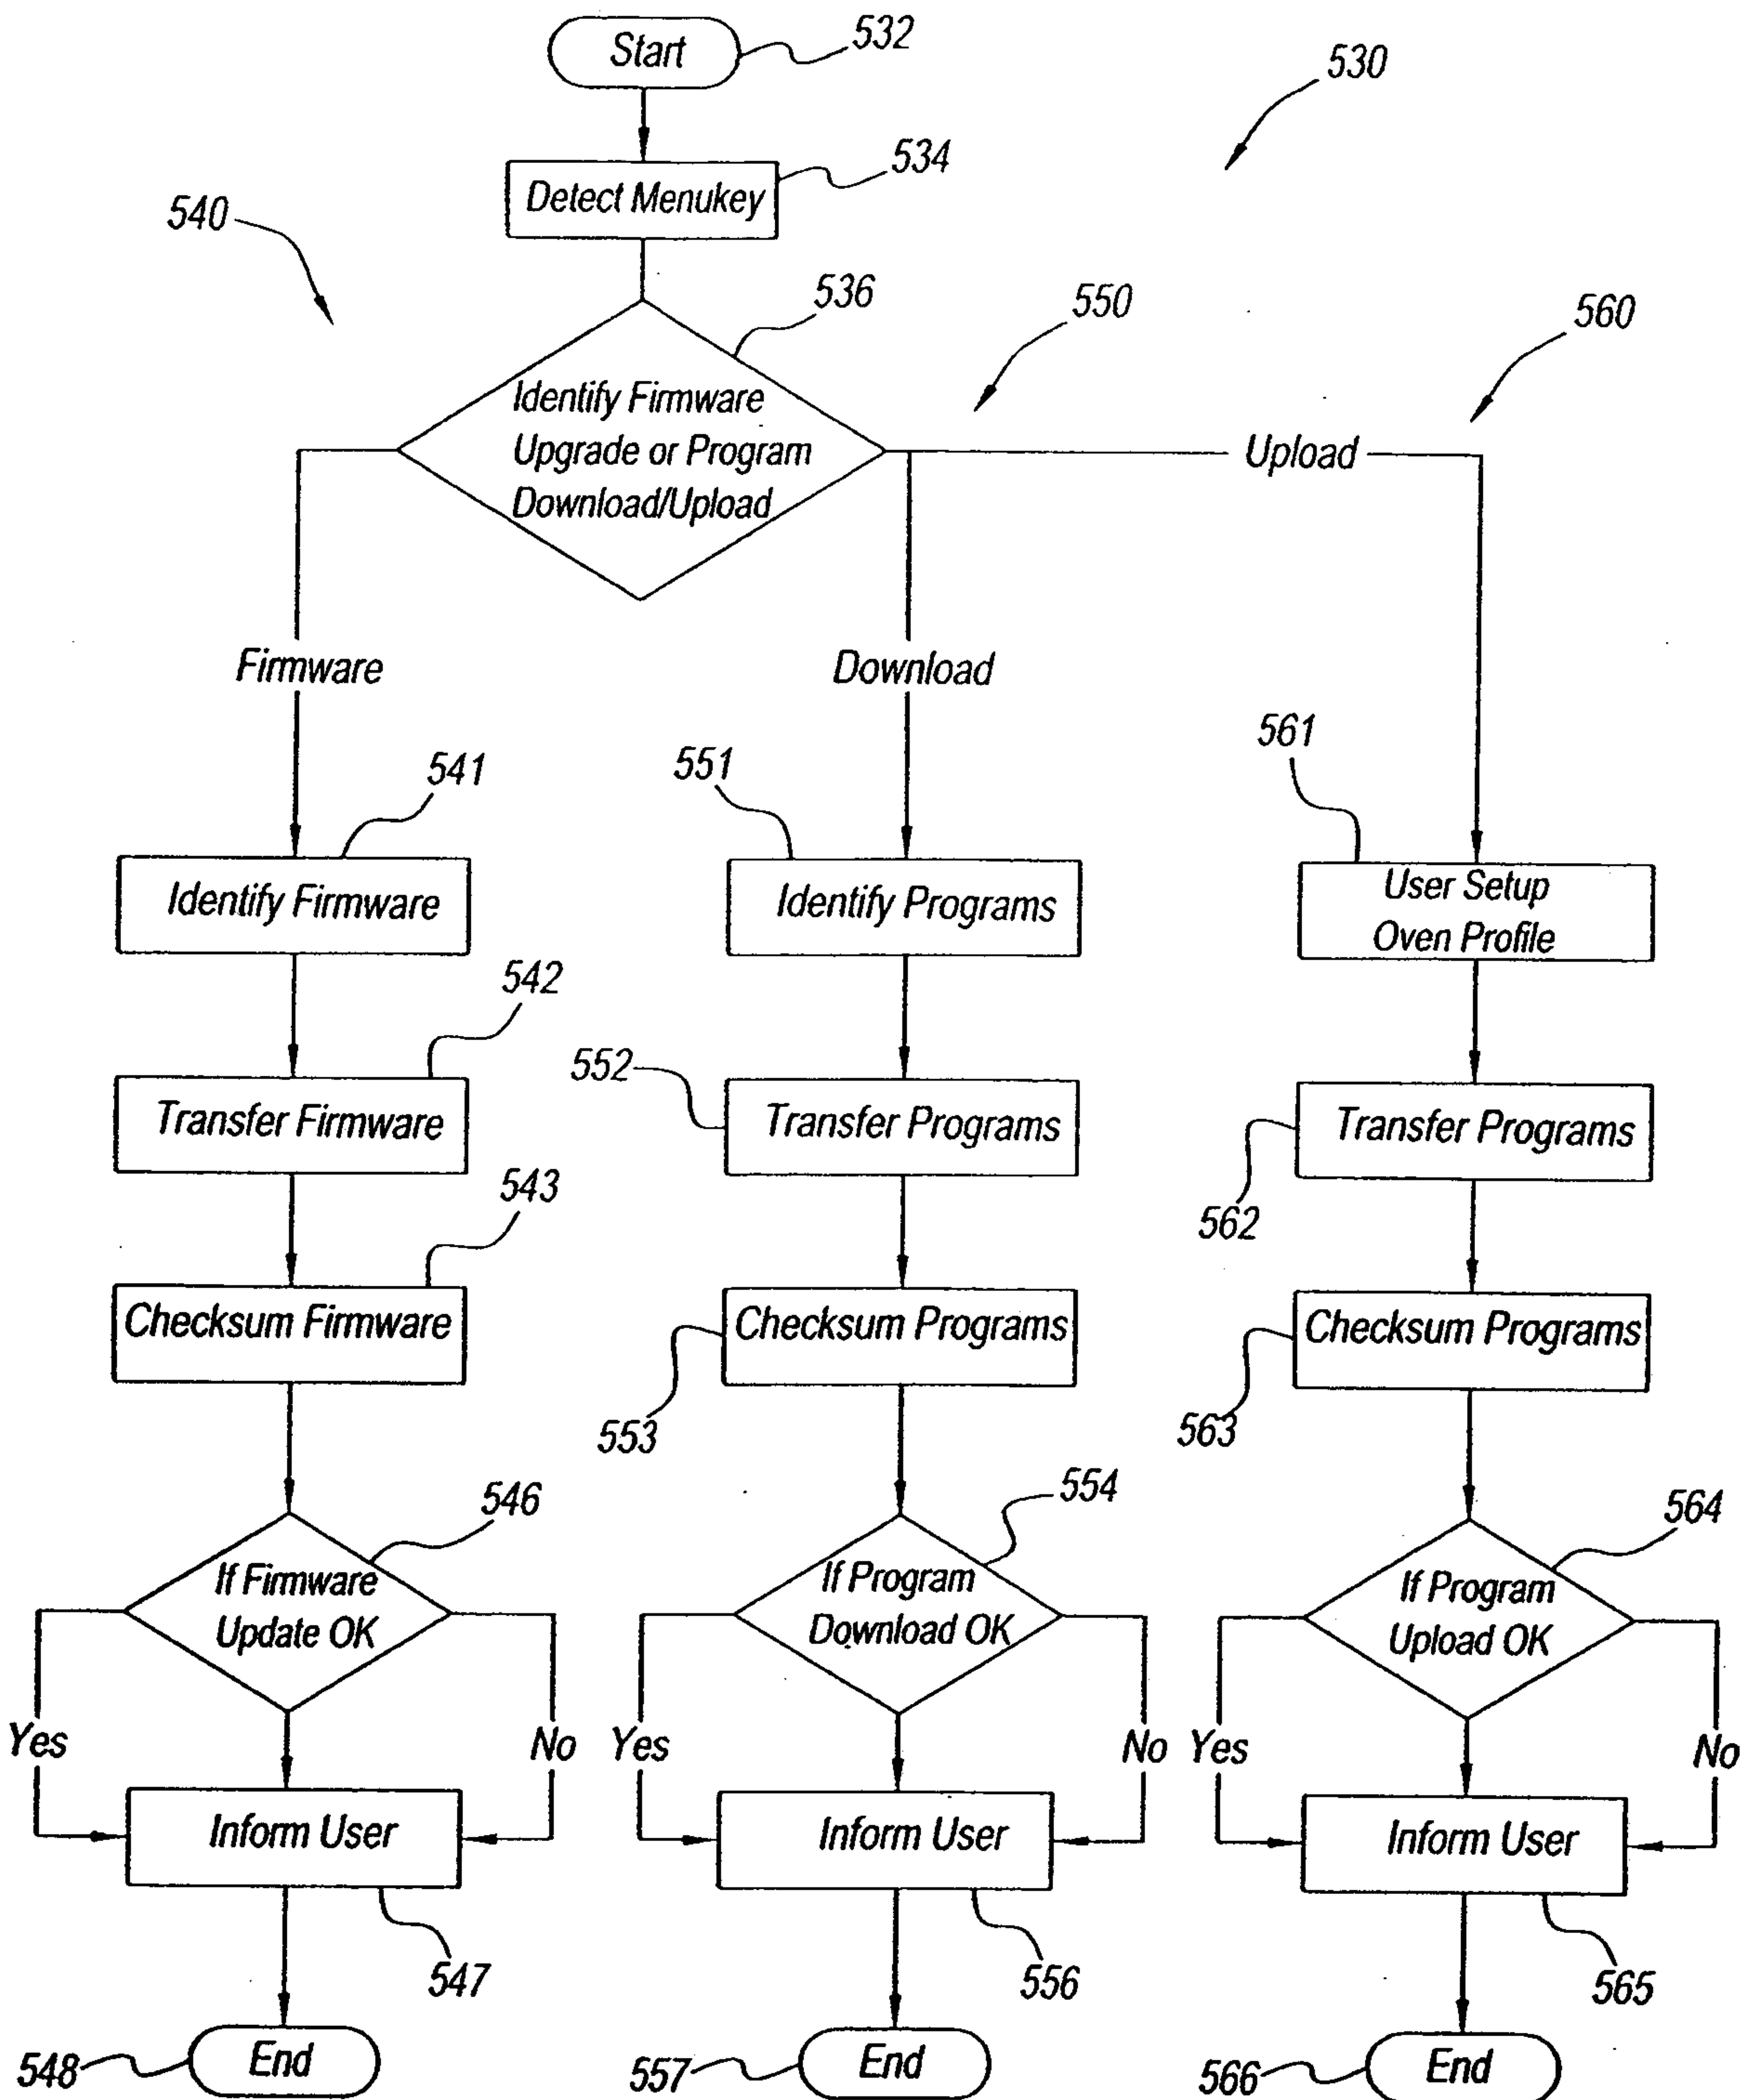 Start
532
530
534
Detect Menukey
540
536
550
560
Identify Firmware
Upgrade or Program
Download/Upload
Upload
Firmware
Download
541
551
561
Identify Firmware
Identify Programs
User Setup
Oven Profile
542
552
Transfer Firmware
Transfer Programs
Transfer Programs
543
562
Checksum Firmware
Checksum Programs
Checksum Programs
553
563
546
554
564
If Firmware
Update OK
If Program
Download OK
If Program
Upload OK
Yes
No
Yes
No
Yes
No
Inform User
Inform User
Inform User
547
556
565
548
End
557
End
566
End